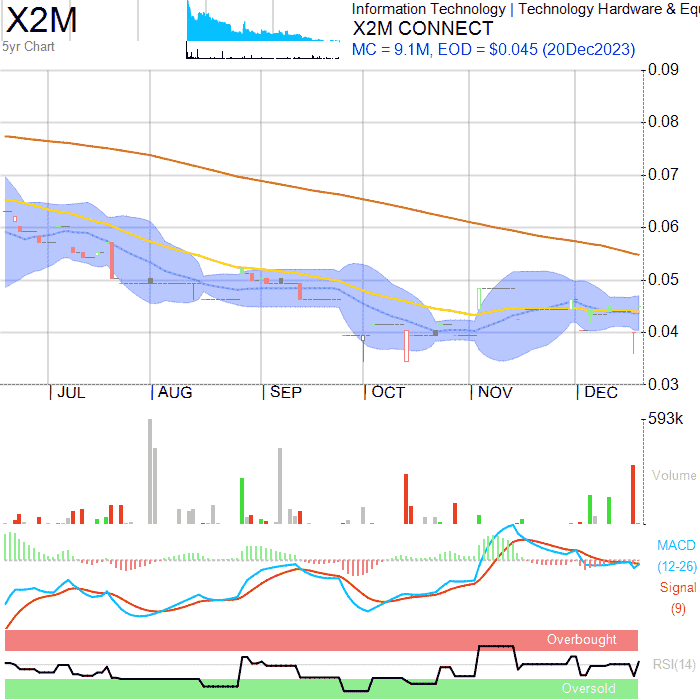 X2M
5yr Chart
Information Technology | Technology Hardware & Equ
X2M CONNECT
MC = 9.1M, EOD = $0.045 (20Dec2023)
0.09
0.08
0.07
0.06
0.05
0.04
0.03
JUL AUG SEP OCT NOV DEC
593k
Volume
MACD
(12-26)
Signal
(9)
Overbought
RSI(14)
Oversold